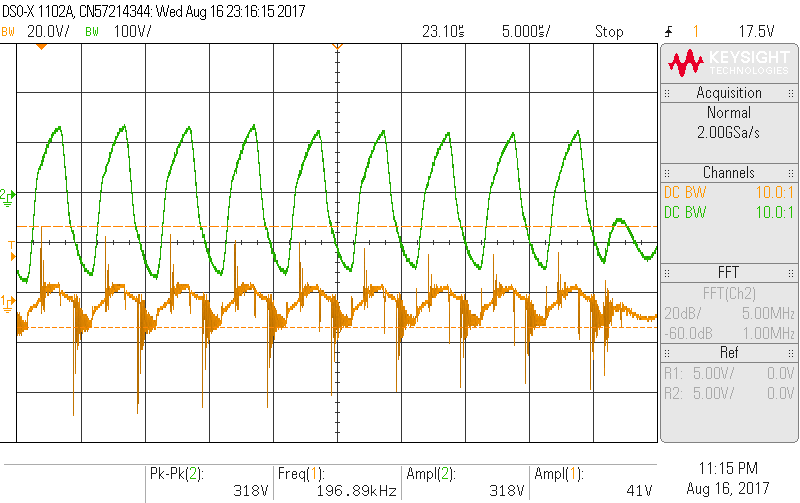 DSO-X 1102A, CN57214344: Wed Aug 16 23:16:15 2017
BW 20.0V/ BW 100V/ 23.10s 5.000s/ Stop 1 17.5V
KEYSIGHT
TECHNOLOGIES
Acquisition
Normal
2.00GSa/s
Channels
DC BW 10.0:1
DC BW 10.0:1
FFT
FFT(Ch2)
20dB/ 5.00MHz
-60.0dB 1.00MHz
Ref
R1: 5.00V/ 0.0V
R2: 5.00V/ 0.0V
2
T
1
Pk-Pk(2): Freq(1): Ampl(2): Ampl(1):
318V 196.89kHz 318V 41V
11:15 PM
Aug 16, 2017